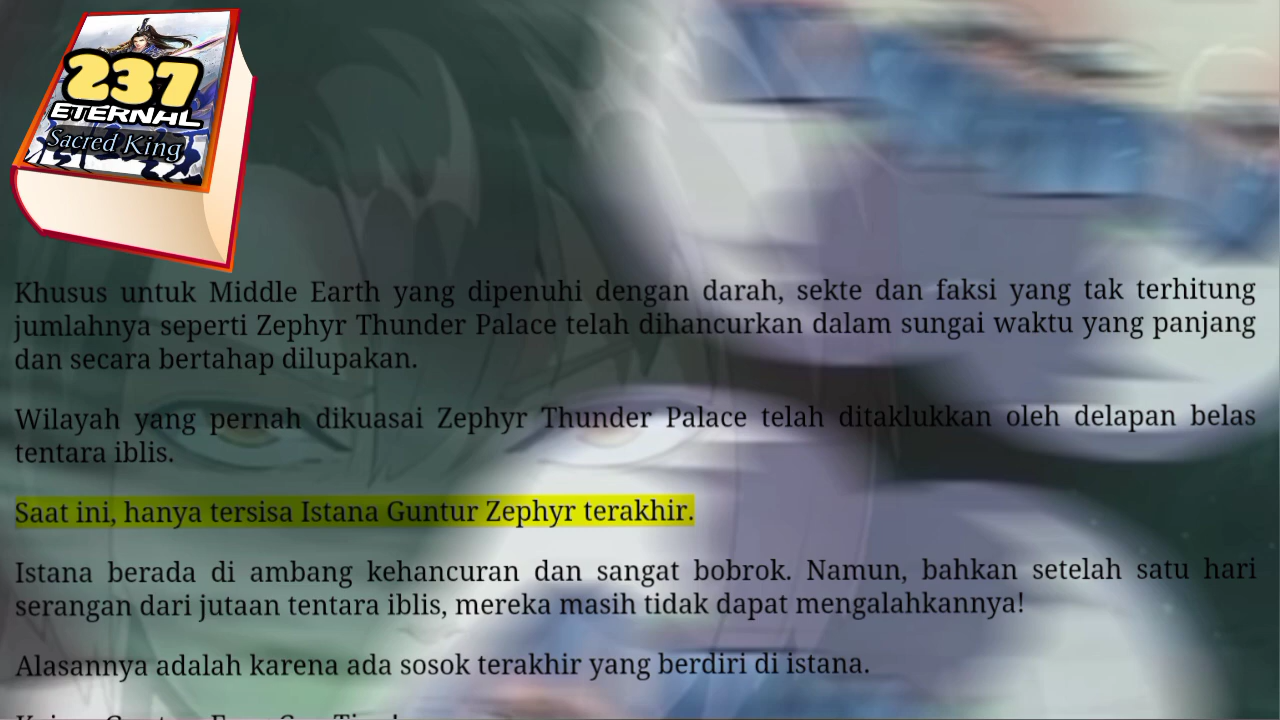 237
ETERNAL
Sacred King
Khusus untuk Middle Earth yang dipenuhi dengan darah, sekte dan faksi yang tak terhitung
jumlahnya seperti Zephyr Thunder Palace telah dihancurkan dalam sungai waktu yang panjang
dan secara bertahap dilupakan.
Wilayah yang pernah dikuasai Zephyr Thunder Palace telah ditaklukkan oleh delapan belas
tentara iblis.
Saat ini, hanya tersisa Istana Guntur Zephyr terakhir.
Istana berada di ambang kehancuran dan sangat bobrok. Namun, bahkan setelah satu hari
serangan dari jutaan tentara iblis, mereka masih tidak dapat mengalahkannya!
Alasannya adalah karena ada sosok terakhir yang berdiri di istana.